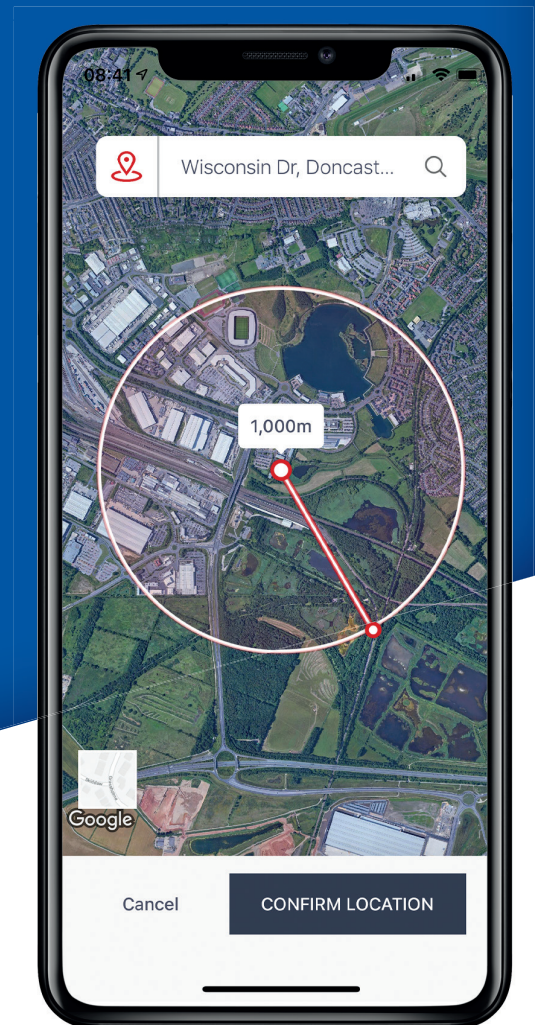 08:41
Wisconsin Dr, Doncast...
1,000m
Google
Cancel
CONFIRM LOCATION